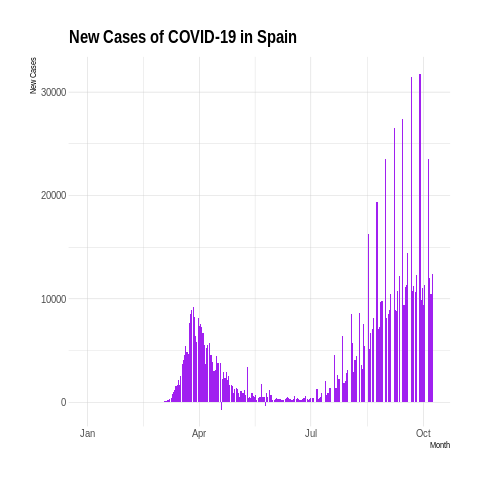 New Cases of COVID-19 in Spain
New Cases
30000
20000
10000
0
Jan Apr Jul Oct
Month